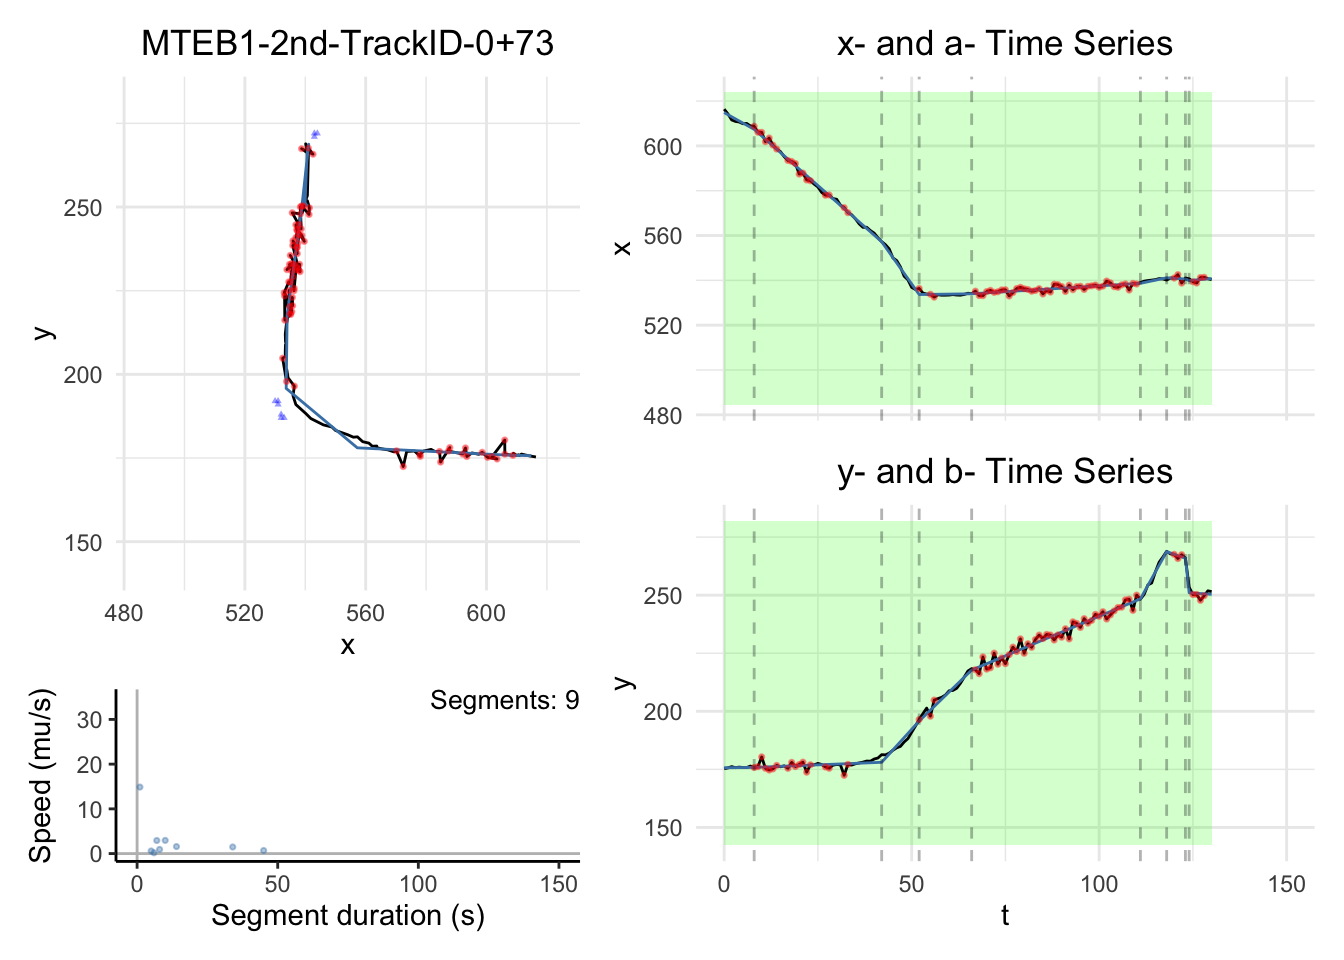 MTEB1-2nd-TrackID-0+73
250
200
150
y
480 520 560 600
x
Segments: 9
30
20
10
0
Speed (mu/s)
0 50 100 150
Segment duration (s)
x- and a- Time Series
600
560
520
480
x
y- and b- Time Series
250
200
150
y
0 50 100 150
t